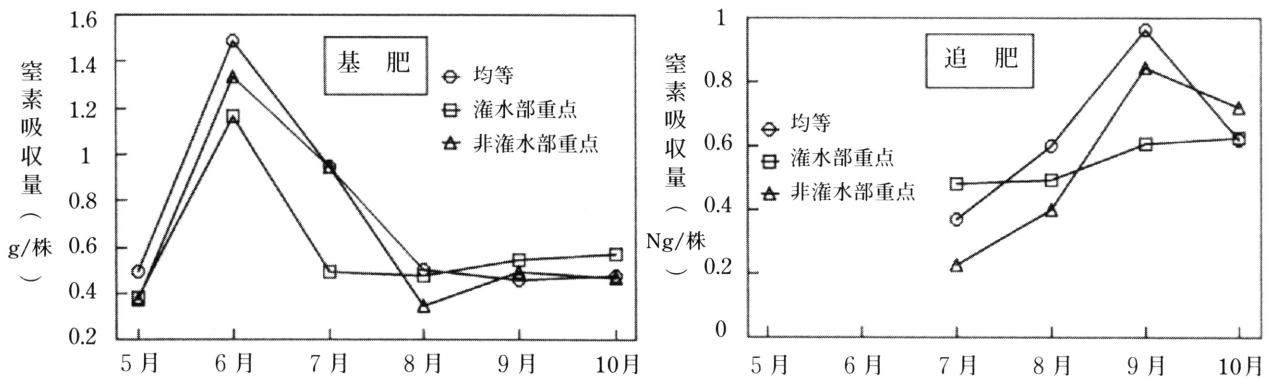 窒素吸収量（g/株）
1.6
1.4
1.2
1
0.8
0.6
0.4
0.2
基肥
均等
潅水部重点
非潅水部重点
5月 6月 7月 8月 9月 10月
窒素吸収量（Ng/株）
1
0.8
0.6
0.4
0.2
0
追肥
均等
潅水部重点
非潅水部重点
5月 6月 7月 8月 9月 10月